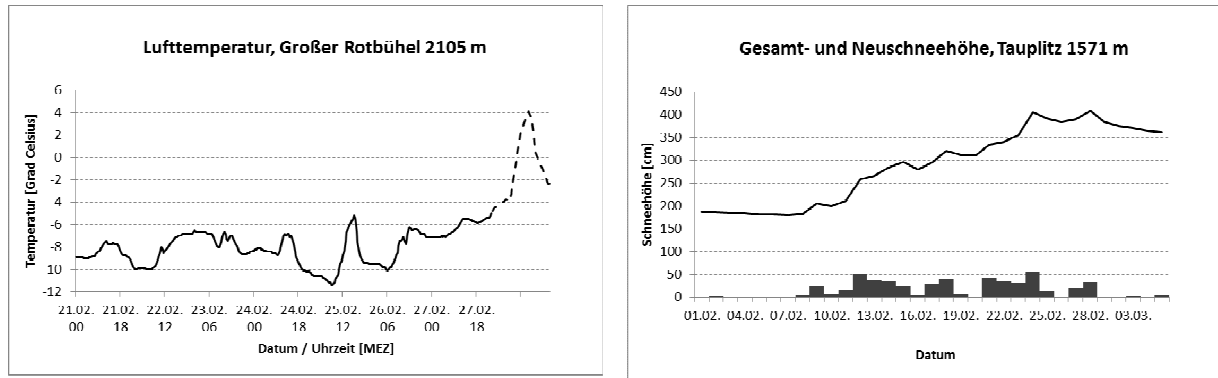 Lufttemperatur, Großer Rotbühel 2105 m
Temperatur [Grad Celsius]
6
4
2
0
-2
-4
-6
-8
10
-12
21.02. 21.02. 22.02. 23.02. 24.02. 24.02. 25.02. 26.02. 27.02. 27.02.
00 18 12 06 00 18 12 06 00 18
Datum / Uhrzeit [MEZ]
Gesamt- und Neuschneehöhe, Tauplitz 1571 m
Schneehöhe [cm]
450
400
350
300
250
200
150
100
50
0
01.02. 04.02. 07.02. 10.02. 13.02. 16.02. 19.02. 22.02. 25.02. 28.02. 03.03.
Datum